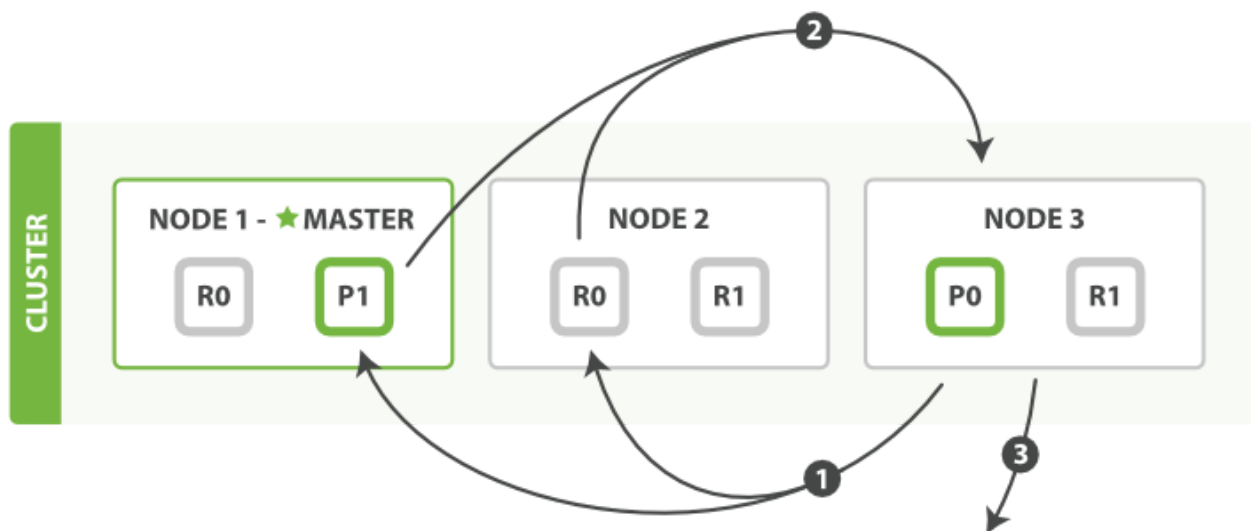 2
CLUSTER
NODE 1 - ★ MASTER
NODE 2
NODE 3
R0
P1
R0
R1
P0
R1
1
3